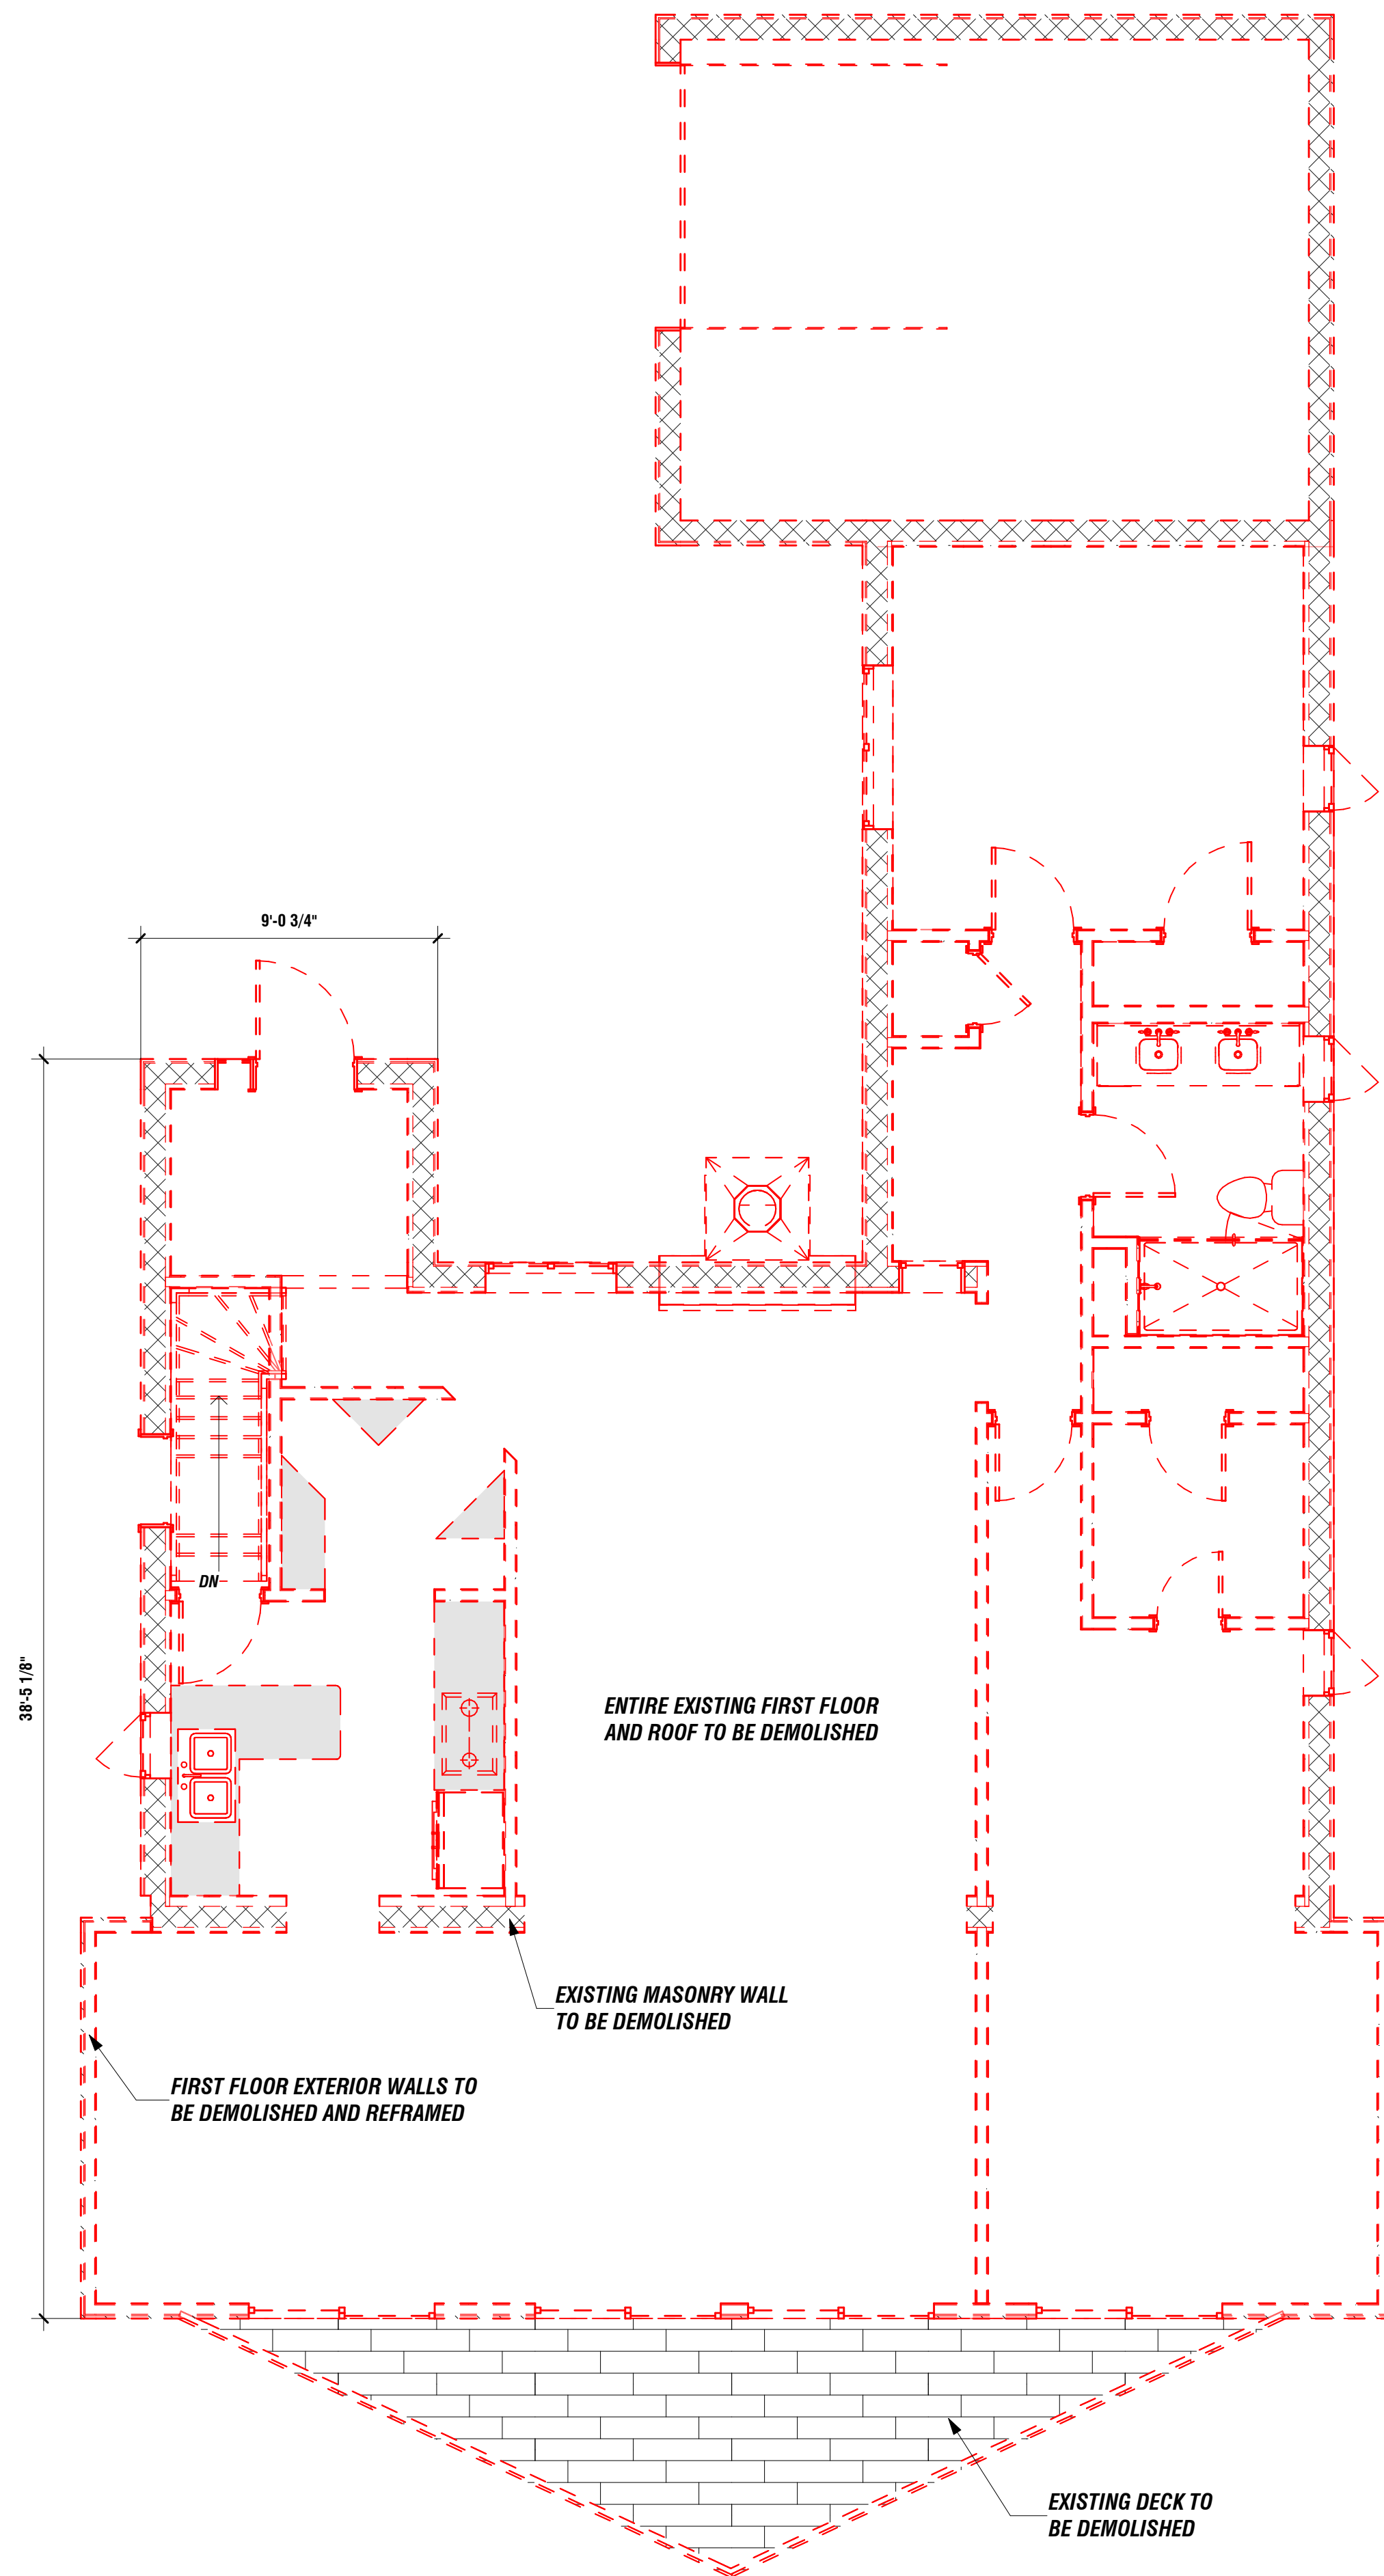 9'-0 3/4"
38'-5 1/8"
DN
ENTIRE EXISTING FIRST FLOOR
AND ROOF TO BE DEMOLISHED
EXISTING MASONRY WALL
TO BE DEMOLISHED
FIRST FLOOR EXTERIOR WALLS TO
BE DEMOLISHED AND REFRAMED
EXISTING DECK TO
BE DEMOLISHED